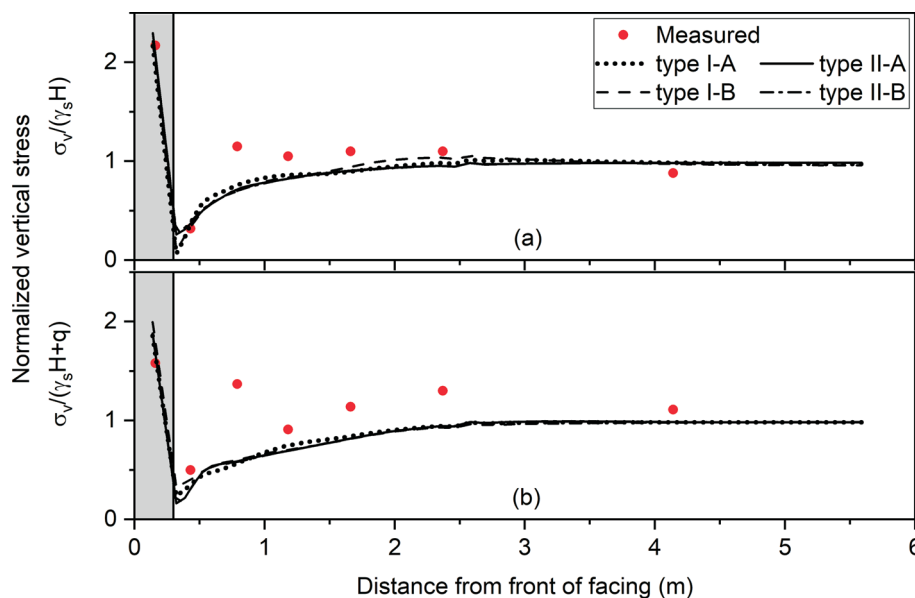 Normalized vertical stress
σᵥ/(γₛH)
2
1
0
Measured
type I-A type II-A
type I-B type II-B
(a)
σᵥ/(γₛH+q)
2
1
0
(b)
0 1 2 3 4 5 6
Distance from front of facing (m)